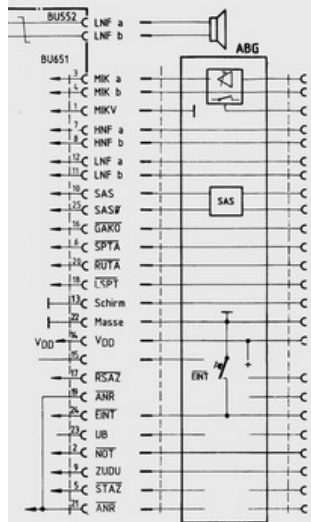 BU552
LNF a
LNF b
ABG
BU651
3 MIK a
4 MIK b
1 MIKV
7 HNF a
8 HNF b
12 LNF a
11 LNF b
10 SAS
SAS
25
16 GAKO
6 SPTA
20 RUTA
18 LSPT
13 Schirm
22 Masse
VDD 14 VDD
15
EINT
17 RSAZ
19 ANR
24 EINT
23 UB
2 NOT
9 ZUDU
5 STAZ
21 ANR